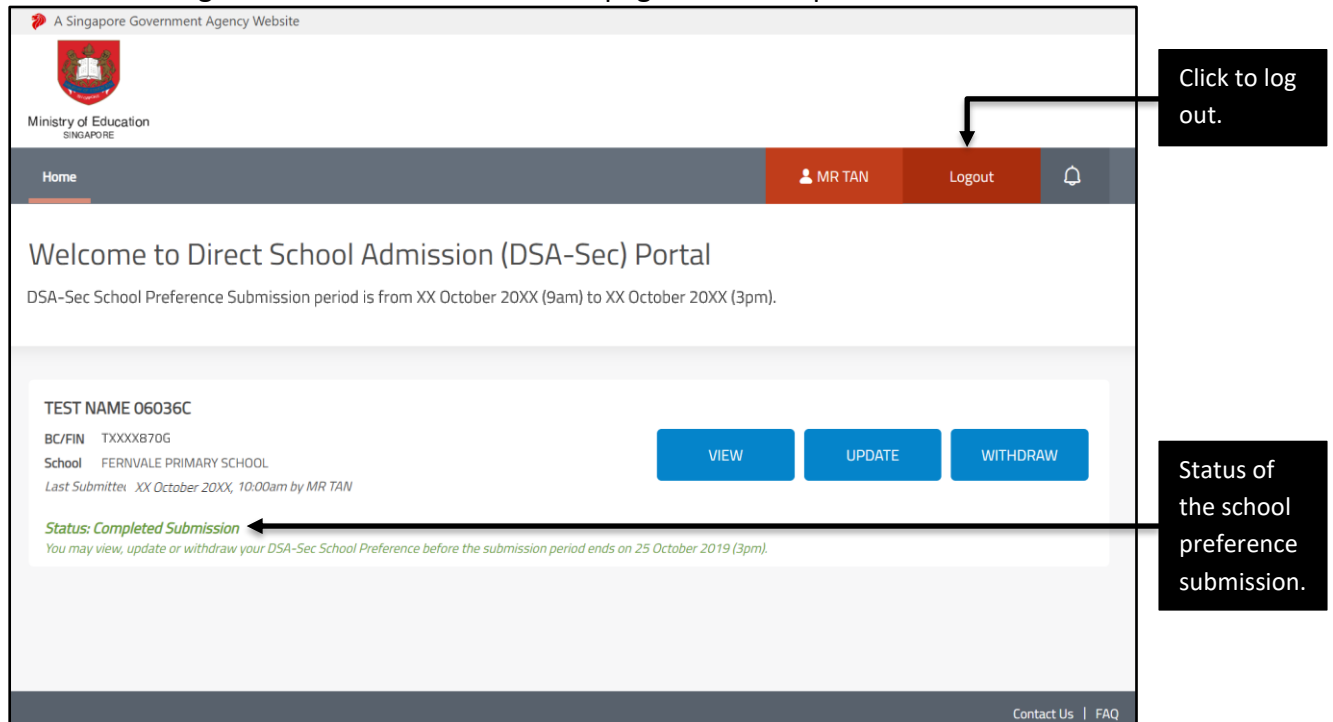 A Singapore Government Agency Website
Ministry of Education
SINGAPORE
Click to log
out.
Home
MR TAN
Logout
Welcome to Direct School Admission (DSA-Sec) Portal
DSA-Sec School Preference Submission period is from XX October 20XX (9am) to XX October 20XX (3pm).
TEST NAME 06036C
BC/FIN TXXXX870G
School FERNVALE PRIMARY SCHOOL
Last Submitted XX October 20XX, 10:00am by MR TAN
VIEW
UPDATE
WITHDRAW
Status: Completed Submission
You may view, update or withdraw your DSA-Sec School Preference before the submission period ends on 25 October 2019 (3pm).
Status of
the school
preference
submission.
Contact Us | FAQ